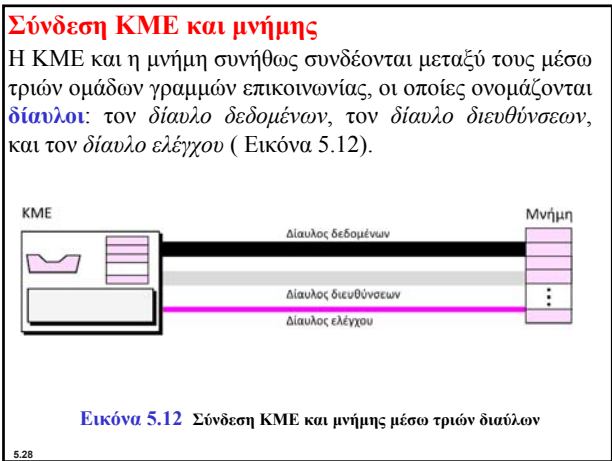 Σύνδεση ΚΜΕ και μνήμης
Η ΚΜΕ και η μνήμη συνήθως συνδέονται μεταξύ τους μέσω
τριών ομάδων γραμμών επικοινωνίας, οι οποίες ονομάζονται
δίαυλοι: τον δίαυλο δεδομένων, τον δίαυλο διευθύνσεων,
και τον δίαυλο ελέγχου ( Εικόνα 5.12).
ΚΜΕ
Μνήμη
Δίαυλος δεδομένων
Δίαυλος διευθύνσεων
Δίαυλος ελέγχου
Εικόνα 5.12 Σύνδεση ΚΜΕ και μνήμης μέσω τριών διαύλων
5.28